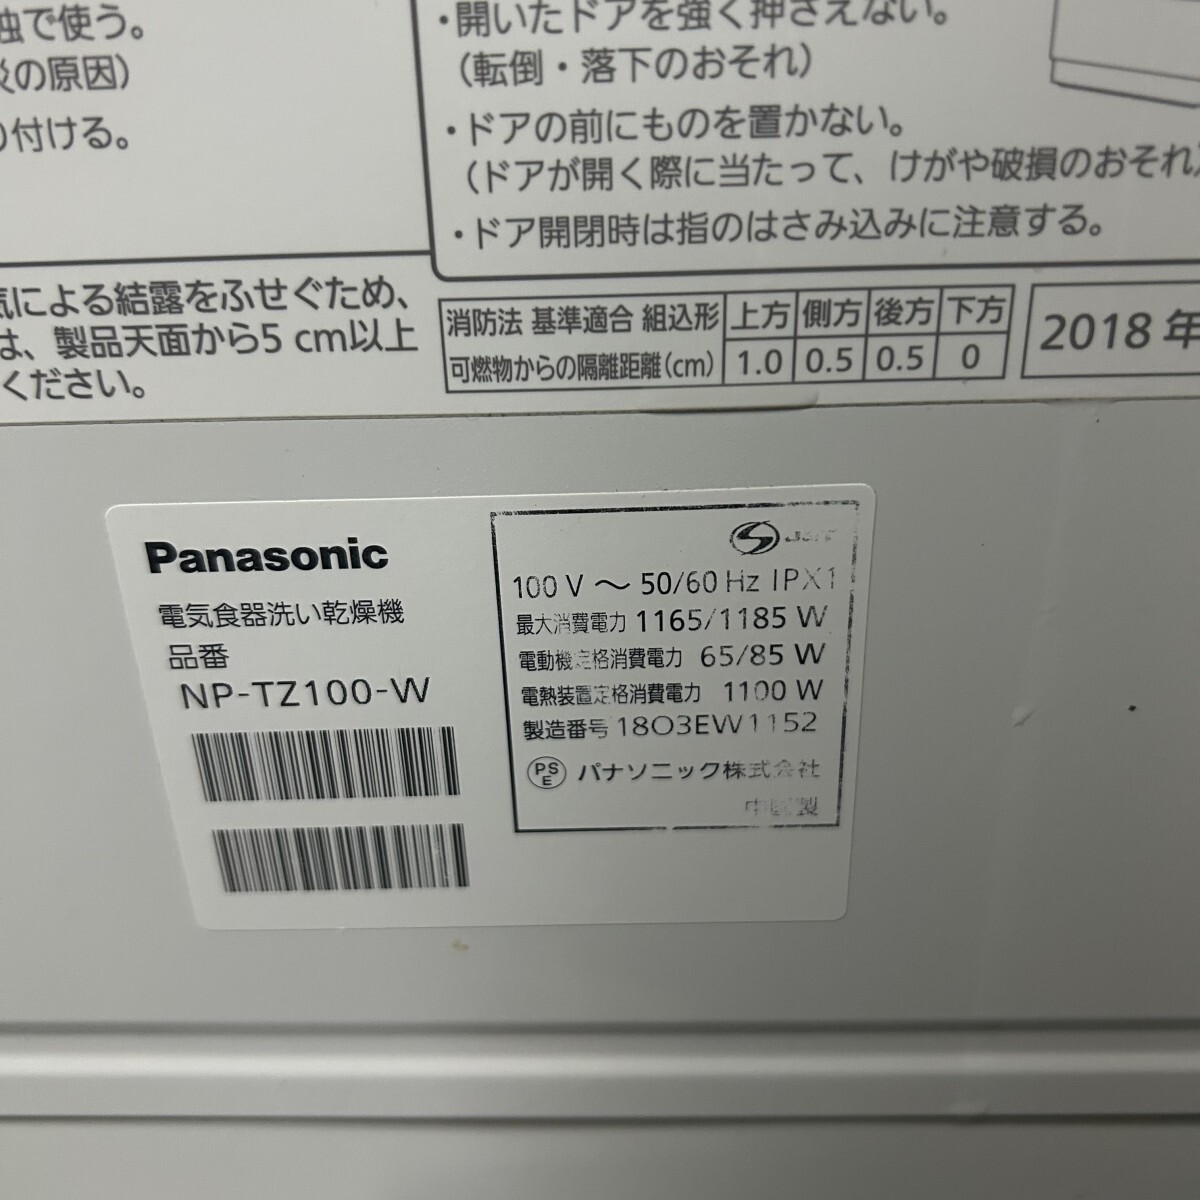 独で使う。
炎の原因)
り付ける。
・開いたドアを強く押さえない。
(転倒・落下のおそれ)
・ドアの前にものを置かない。
(ドアが開く際に当たって、けがや破損のおそれ)
・ドア開閉時は指のはさみ込みに注意する。
気による結露をふせぐため、
は、製品天面から5 cm以上
ください。
消防法 基準適合 組込形 上方 側方 後方 下方
可燃物からの隔離距離(cm) 1.0 0.5 0.5 0
2018 年
Panasonic
電気食器洗い乾燥機
品番
NP-TZ100-W
100 V 〜 50/60 Hz IPX1
最大消費電力 1165/1185 W
電動機定格消費電力 65/85 W
電熱装置定格消費電力 1100 W
製造番号 18O3EW1152
PS
E
パナソニック株式会社
中国製